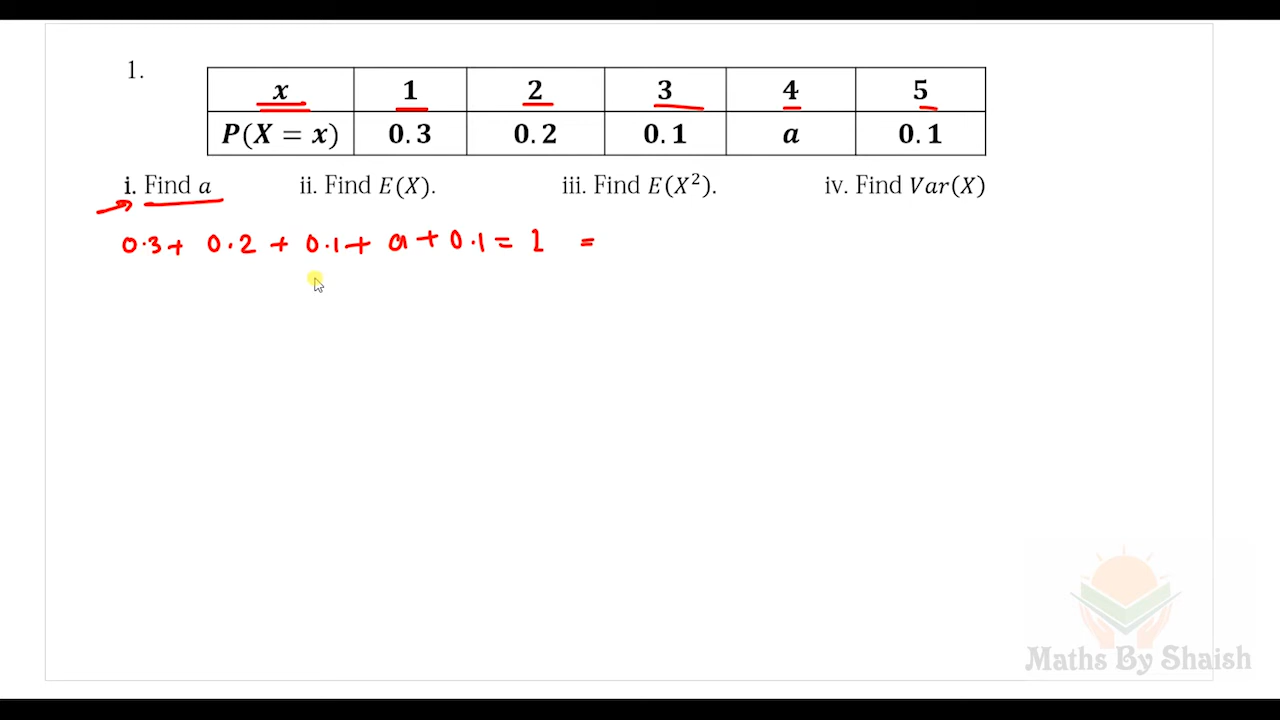 1.
x 1 2 3 4 5
P(X = x) 0.3 0.2 0.1 a 0.1
i. Find a ii. Find E(X). iii. Find E(X²). iv. Find Var(X)
0.3 + 0.2 + 0.1 + a + 0.1 = 1 =
Maths By Shaish